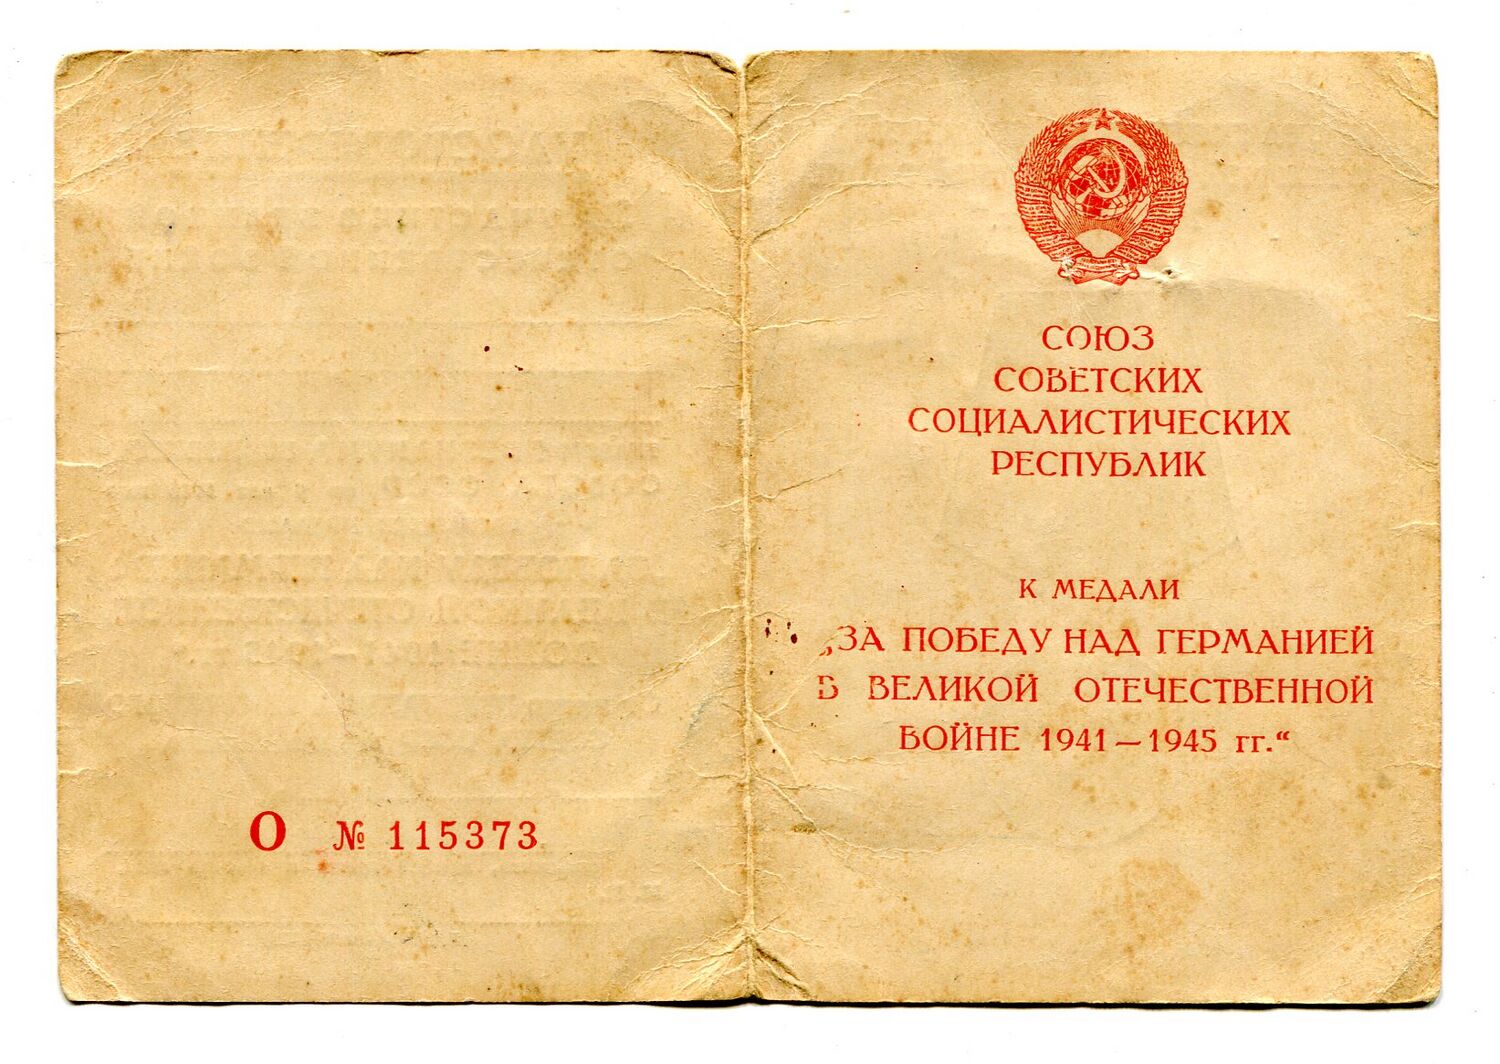 О № 115373
СОЮЗ
СОВЕТСКИХ
СОЦИАЛИСТИЧЕСКИХ
РЕСПУБЛИК
К МЕДАЛИ
„ЗА ПОБЕДУ НАД ГЕРМАНИЕЙ
В ВЕЛИКОЙ ОТЕЧЕСТВЕННОЙ
ВОЙНЕ 1941—1945 гг.“